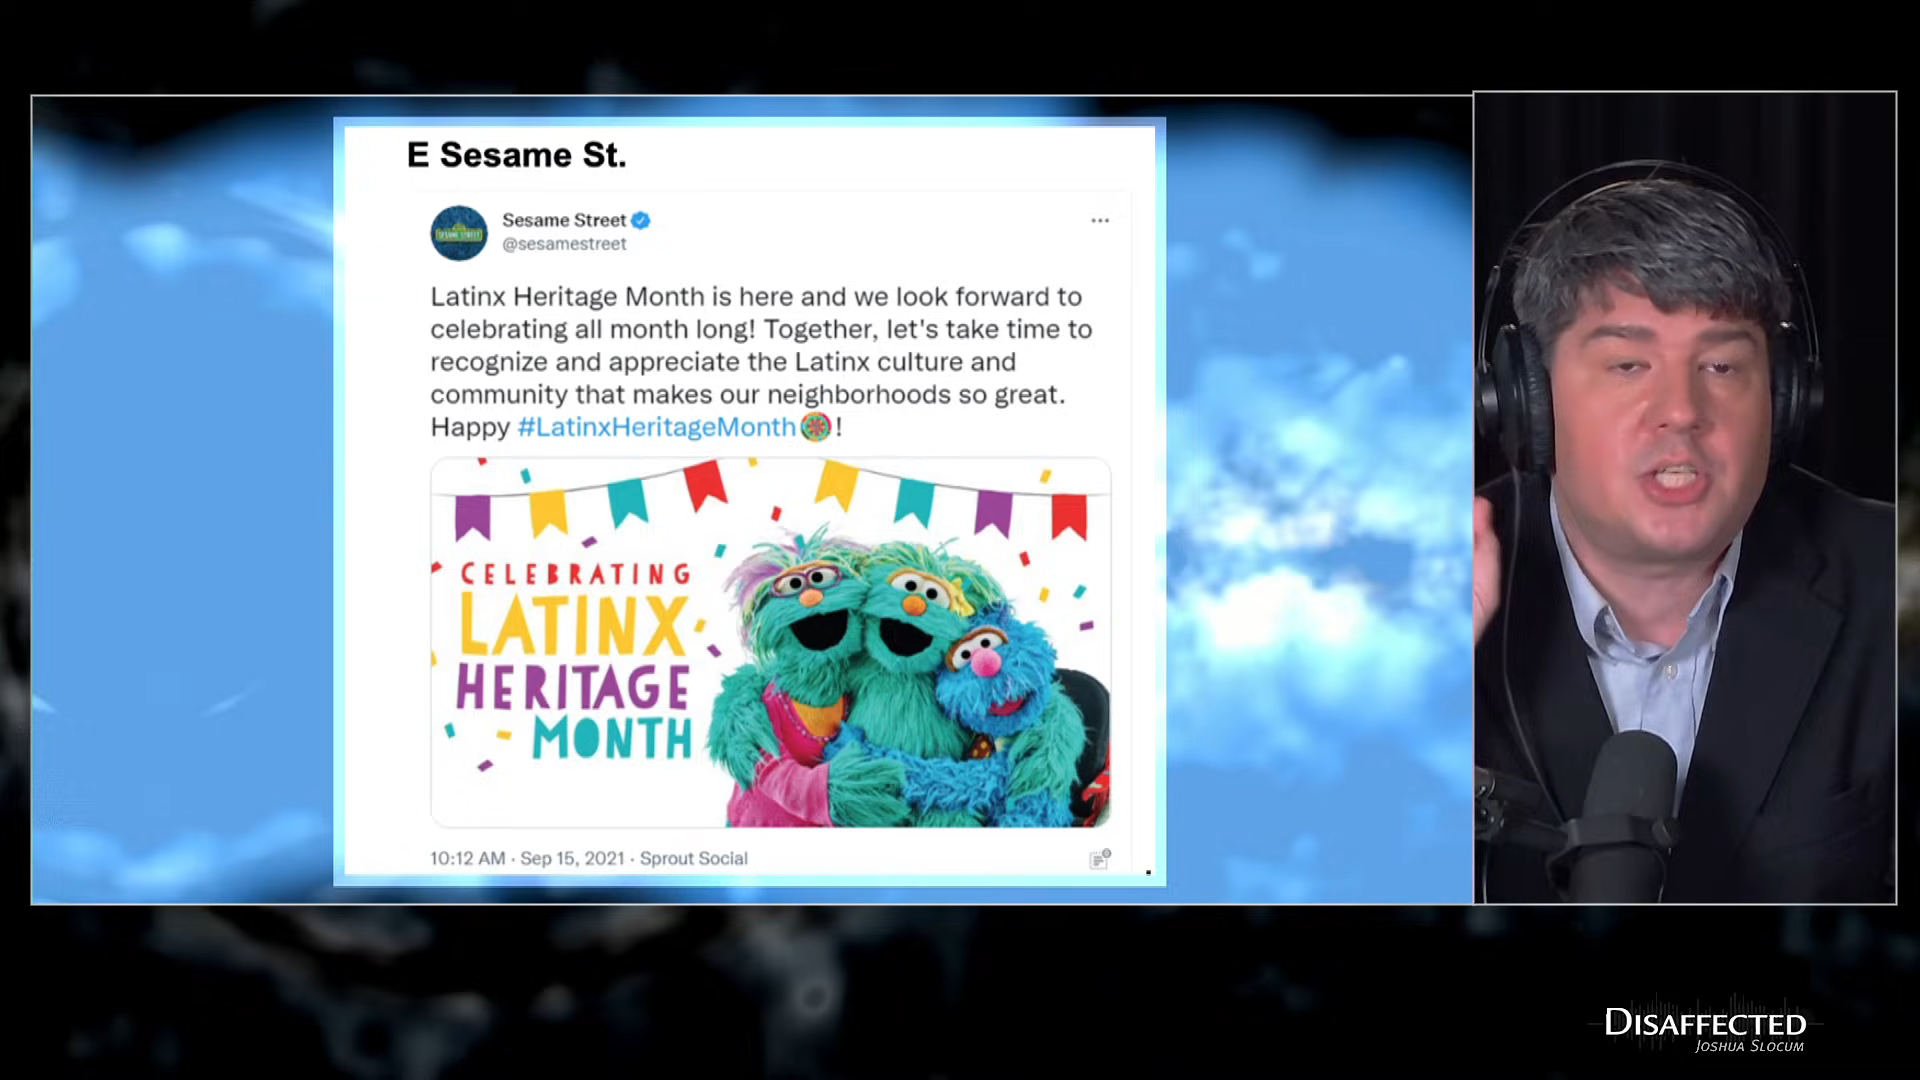 E Sesame St.
Sesame Street
@sesamestreet
Latinx Heritage Month is here and we look forward to
celebrating all month long! Together, let's take time to
recognize and appreciate the Latinx culture and
community that makes our neighborhoods so great.
Happy #LatinxHeritageMonth!
CELEBRATING
LATINX
HERITAGE
MONTH
10:12 AM · Sep 15, 2021 · Sprout Social
DISAFFECTED
JOSHUA SLOCUM